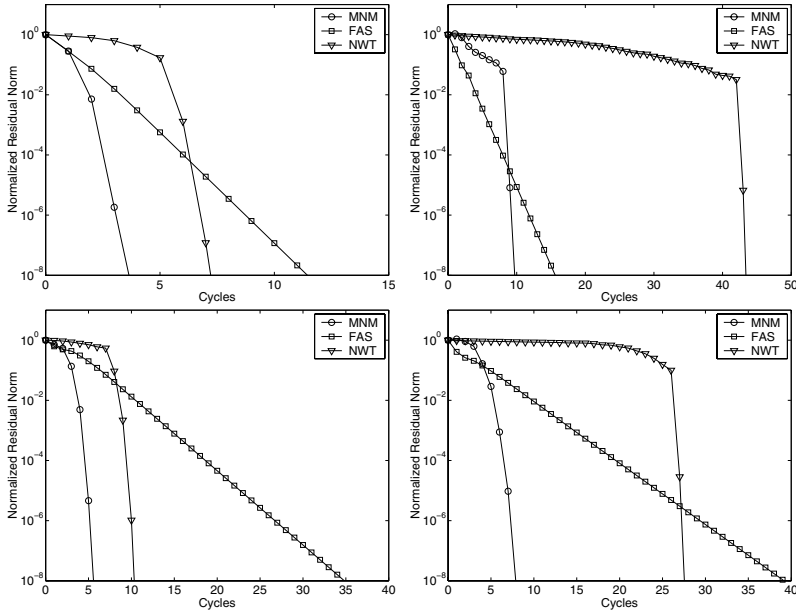 Normalized Residual Norm
10^0
10^-2
10^-4
10^-6
10^-8
0 5 10 15
Cycles
MNM
FAS
NWT
Normalized Residual Norm
10^0
10^-2
10^-4
10^-6
10^-8
0 10 20 30 40 50
Cycles
MNM
FAS
NWT
Normalized Residual Norm
10^0
10^-2
10^-4
10^-6
10^-8
0 5 10 15 20 25 30 35 40
Cycles
MNM
FAS
NWT
Normalized Residual Norm
10^0
10^-2
10^-4
10^-6
10^-8
0 5 10 15 20 25 30 35 40
Cycles
MNM
FAS
NWT